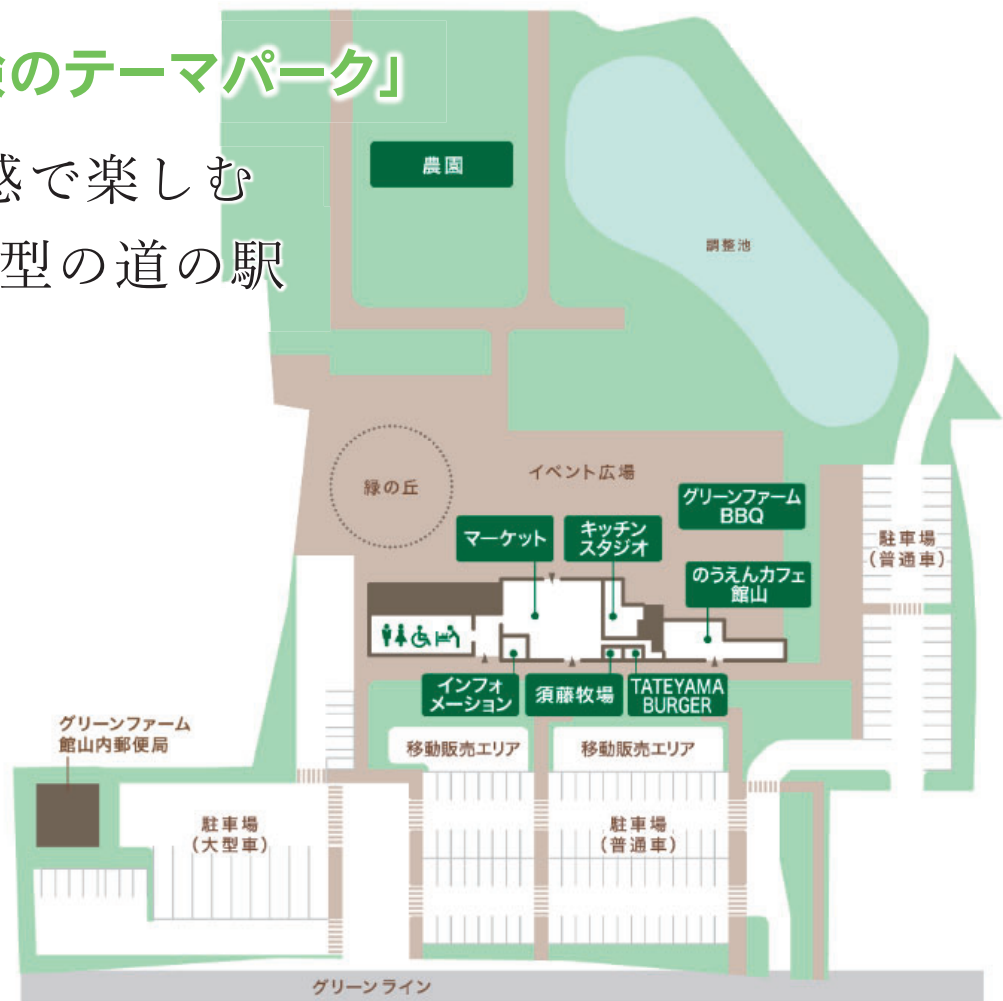 験のテーマパーク」
感で楽しむ
型の道の駅
農園
調整池
緑の丘
イベント広場
グリーンファーム
BBQ
マーケット
キッチン
スタジオ
のうえんカフェ
館山
駐車場
(普通車)
インフォ
メーション
須藤牧場
TATEYAMA
BURGER
グリーンファーム
館山内郵便局
移動販売エリア
移動販売エリア
駐車場
(大型車)
駐車場
(普通車)
グリーンライン